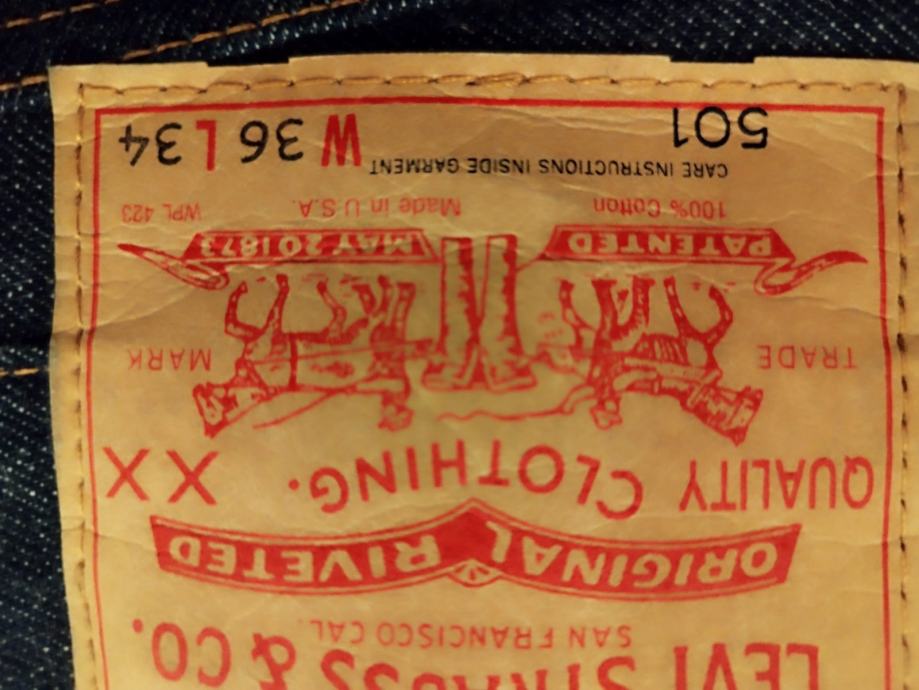 LEVI STRAUSS & CO.
SAN FRANCISCO CAL.
ORIGINAL RIVETED
QUALITY CLOTHING. XX
TRADE MARK
PATENTED MAY 20 1873
100% Cotton Made in U.S.A. WPL 423
CARE INSTRUCTIONS INSIDE GARMENT
501 W 36 L 34